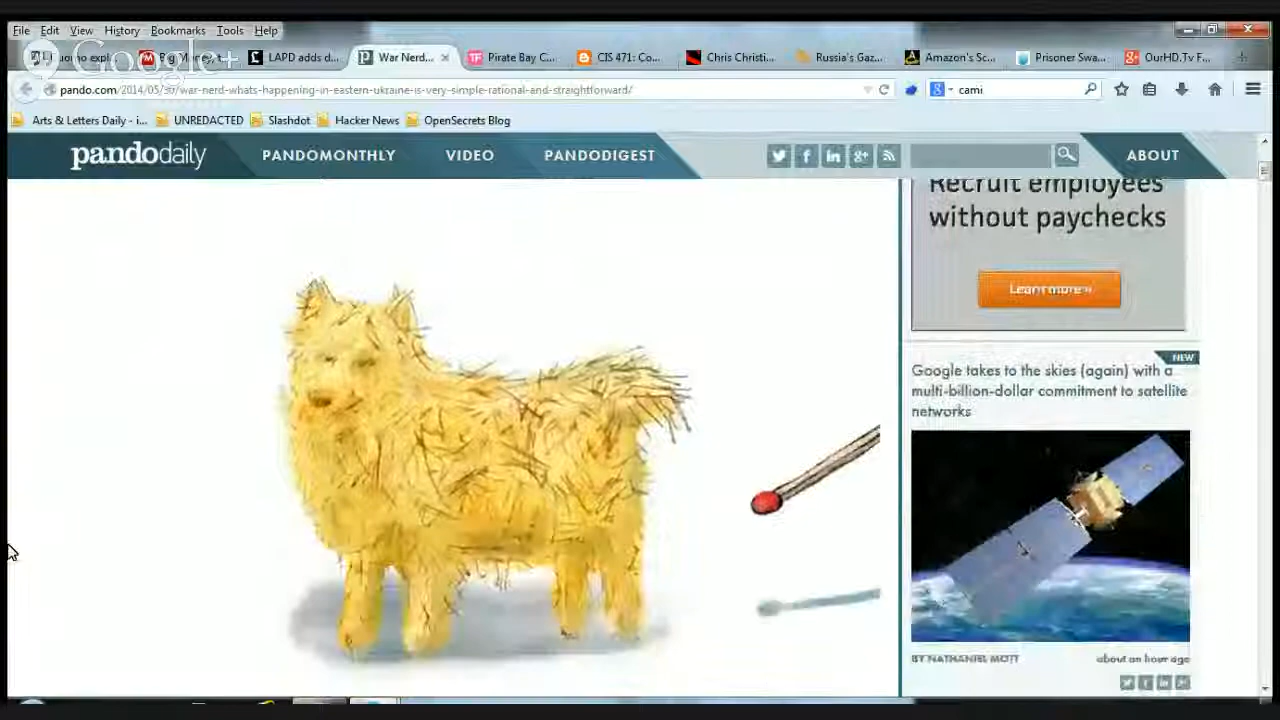 File Edit View History Bookmarks Tools Help
Google+
LAPD adds d... War Nerd... Pirate Bay C... CIS 471: Co... Chris Christi... Russia's Gaz... Amazon's Sc... Prisoner Swa... OurHD.Tv F...
pando.com/2014/05/30/war-nerd-whats-happening-in-eastern-ukraine-is-very-simple-rational-and-straightforward/
cami
Arts & Letters Daily - i... UNREDACTED Slashdot Hacker News OpenSecrets Blog
pandodaily PANDOMONTHLY VIDEO PANDODIGEST ABOUT
Recruit employees
without paychecks
Learn more »
NEW
Google takes to the skies (again) with a
multi-billion-dollar commitment to satellite
networks
BY NATHANIEL MOTT about an hour ago